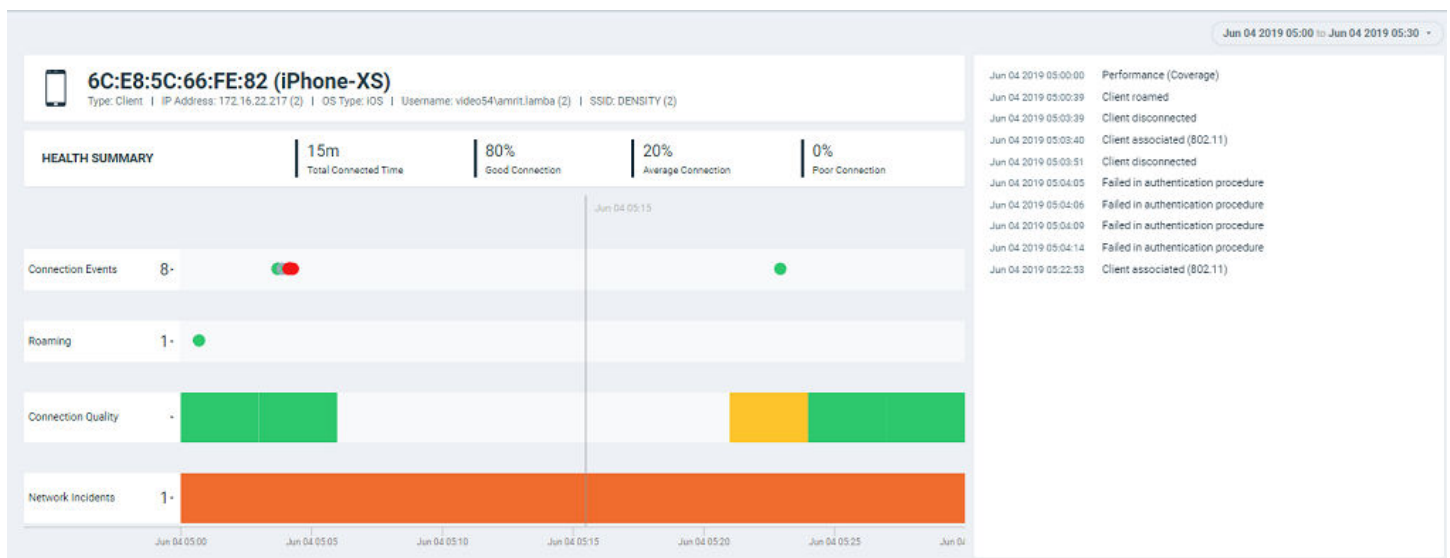 Jun 04 2019 05:00 to Jun 04 2019 05:30
6C:E8:5C:66:FE:82 (iPhone-XS)
Type: Client | IP Address: 172.16.22.217 (2) | OS Type: iOS | Username: video54\amrit.lamba (2) | SSID: DENSITY (2)
HEALTH SUMMARY
15m
Total Connected Time
80%
Good Connection
20%
Average Connection
0%
Poor Connection
Jun 04 05:15
Connection Events 8
Roaming 1
Connection Quality -
Network Incidents 1
Jun 04 05:00 Jun 04 05:05 Jun 04 05:10 Jun 04 05:15 Jun 04 05:20 Jun 04 05:25 Jun 04
Jun 04 2019 05:00:00 Performance (Coverage)
Jun 04 2019 05:00:39 Client roamed
Jun 04 2019 05:03:39 Client disconnected
Jun 04 2019 05:03:40 Client associated (802.11)
Jun 04 2019 05:03:51 Client disconnected
Jun 04 2019 05:04:05 Failed in authentication procedure
Jun 04 2019 05:04:06 Failed in authentication procedure
Jun 04 2019 05:04:09 Failed in authentication procedure
Jun 04 2019 05:04:14 Failed in authentication procedure
Jun 04 2019 05:22:53 Client associated (802.11)